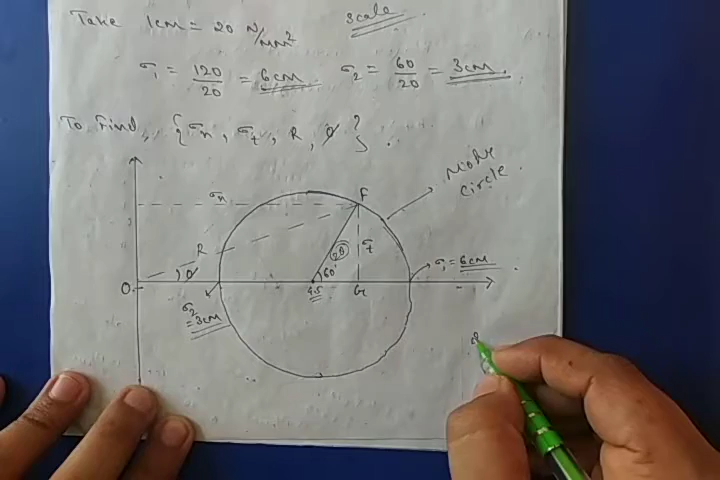 Take 1cm = 20 N/mm² Scale
σ₁ = 120/20 = 6cm σ₂ = 60/20 = 3cm.
To Find, {σn, σt, R, ϕ}.
Mohr circle.
σn
F
R
2θ
σt
ϕ
60°
σ₁ = 6cm
O
4.5
G
σ₂ = 3cm